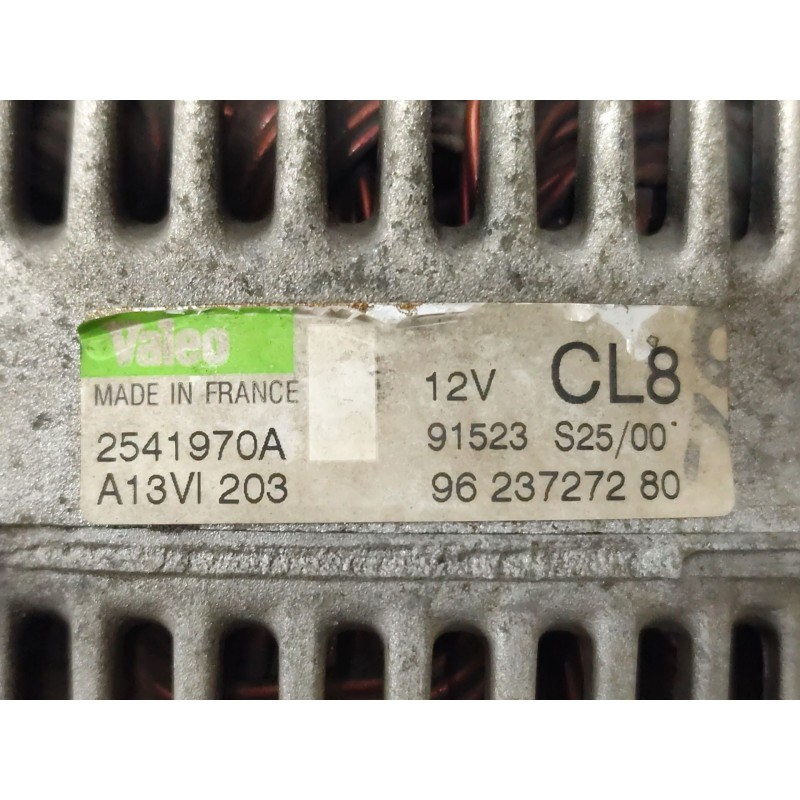 Valeo
MADE IN FRANCE
2541970A
A13VI 203
12V CL8
91523 S25/00
96 237272 80